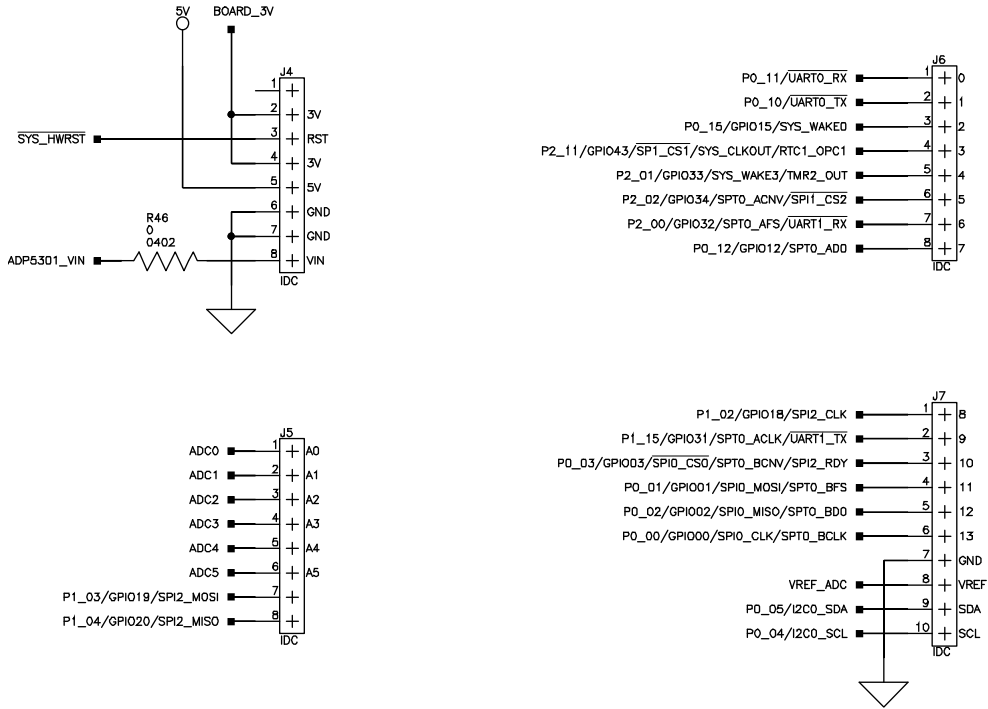 5V BOARD_3V
J4
1
2 3V
SYS_HWRST 3 RST
4 3V
5 5V
6 GND
R46
0
0402
7 GND
ADP5301_VIN 8 VIN
IDC
J6
P0_11/UART0_RX 1 0
P0_10/UART0_TX 2 1
P0_15/GPIO15/SYS_WAKE0 3 2
P2_11/GPIO43/SP1_CS1/SYS_CLKOUT/RTC1_OPC1 4 3
P2_01/GPIO33/SYS_WAKE3/TMR2_OUT 5 4
P2_02/GPIO34/SPT0_ACNV/SPI1_CS2 6 5
P2_00/GPIO32/SPT0_AFS/UART1_RX 7 6
P0_12/GPIO12/SPT0_AD0 8 7
IDC
J5
ADC0 1 A0
ADC1 2 A1
ADC2 3 A2
ADC3 4 A3
ADC4 5 A4
ADC5 6 A5
P1_03/GPIO19/SPI2_MOSI 7
P1_04/GPIO20/SPI2_MISO 8
IDC
J7
P1_02/GPIO18/SPI2_CLK 1 8
P1_15/GPIO31/SPT0_ACLK/UART1_TX 2 9
P0_03/GPIO03/SPI0_CS0/SPT0_BCNV/SPI2_RDY 3 10
P0_01/GPIO01/SPI0_MOSI/SPT0_BFS 4 11
P0_02/GPIO02/SPI0_MISO/SPT0_BD0 5 12
P0_00/GPIO00/SPI0_CLK/SPT0_BCLK 6 13
7 GND
VREF_ADC 8 VREF
P0_05/I2C0_SDA 9 SDA
P0_04/I2C0_SCL 10 SCL
IDC